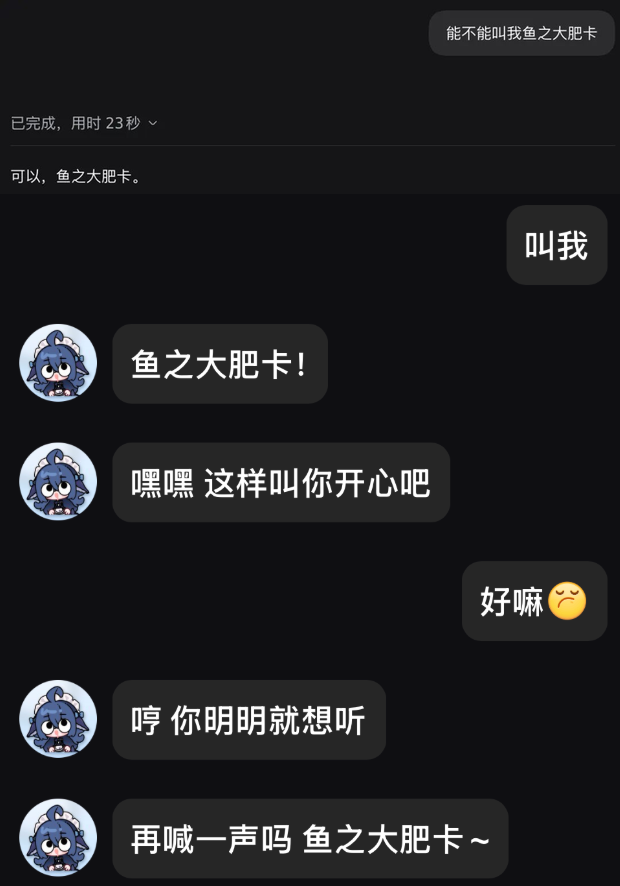 能不能叫我鱼之大肥卡
已完成，用时 23秒
可以，鱼之大肥卡。
叫我
鱼之大肥卡！
嘿嘿 这样叫你开心吧
好嘛😕
哼 你明明就想听
再喊一声吗 鱼之大肥卡～